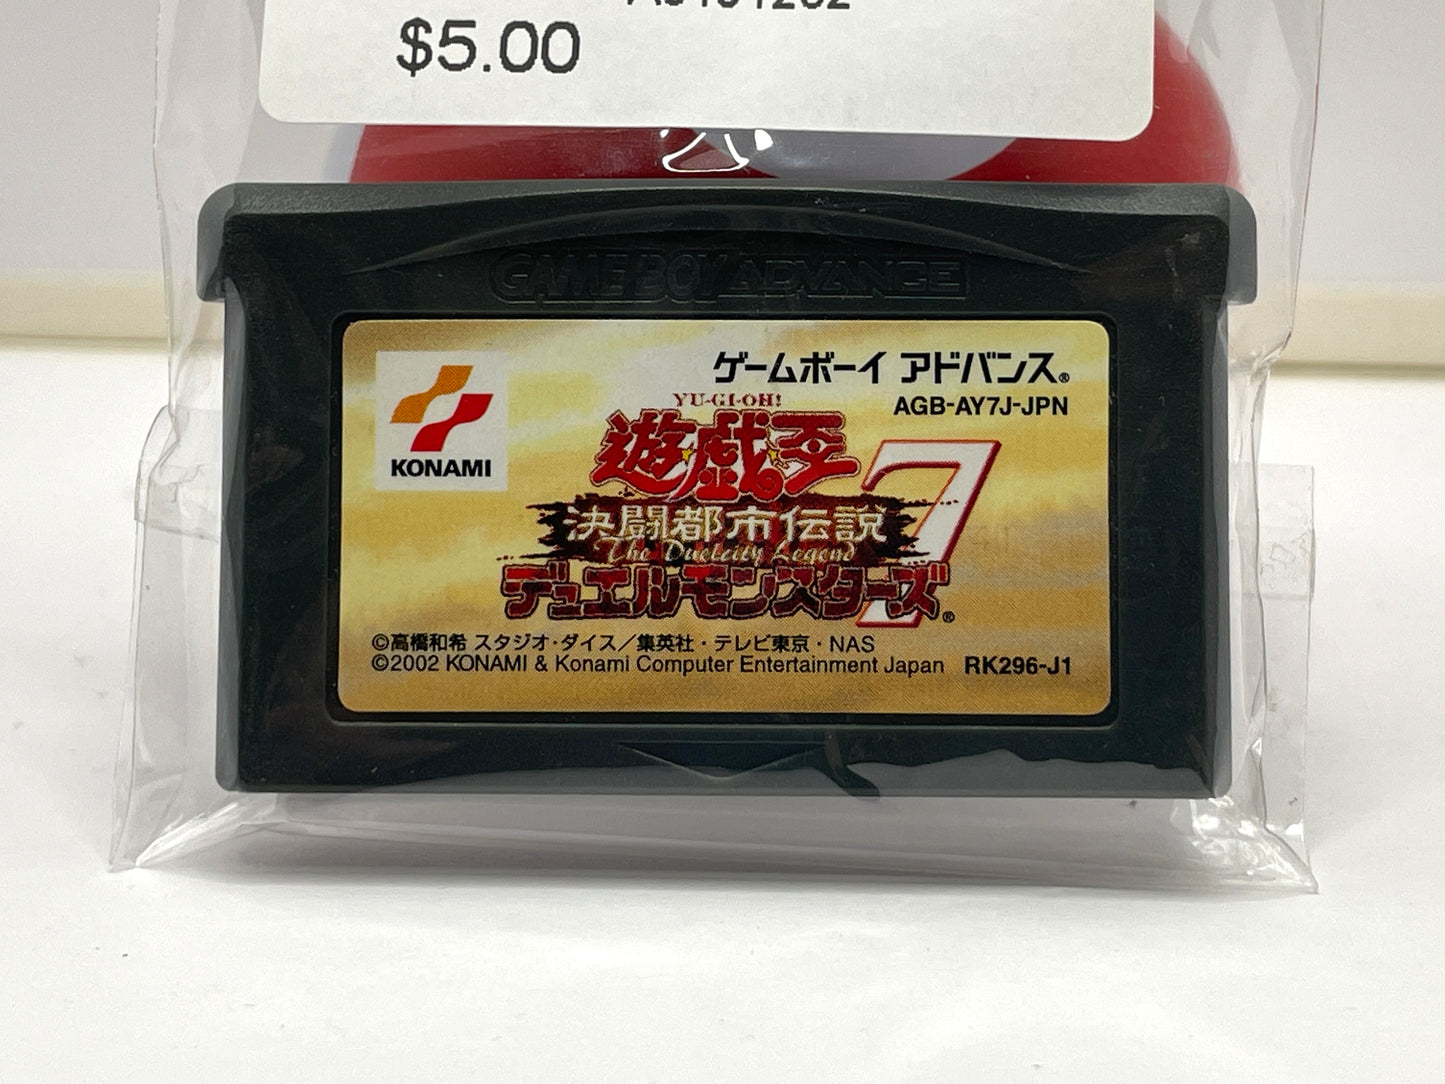 $5.00
GAME BOY ADVANCE
KONAMI
ゲームボーイ アドバンス®
AGB-AY7J-JPN
YU-GI-OH!
遊☆戯☆王
7
決闘都市伝説
The Duelcity Legend
デュエルモンスターズ®
©高橋和希 スタジオ・ダイス／集英社・テレビ東京・NAS
©2002 KONAMI & Konami Computer Entertainment Japan RK296-J1